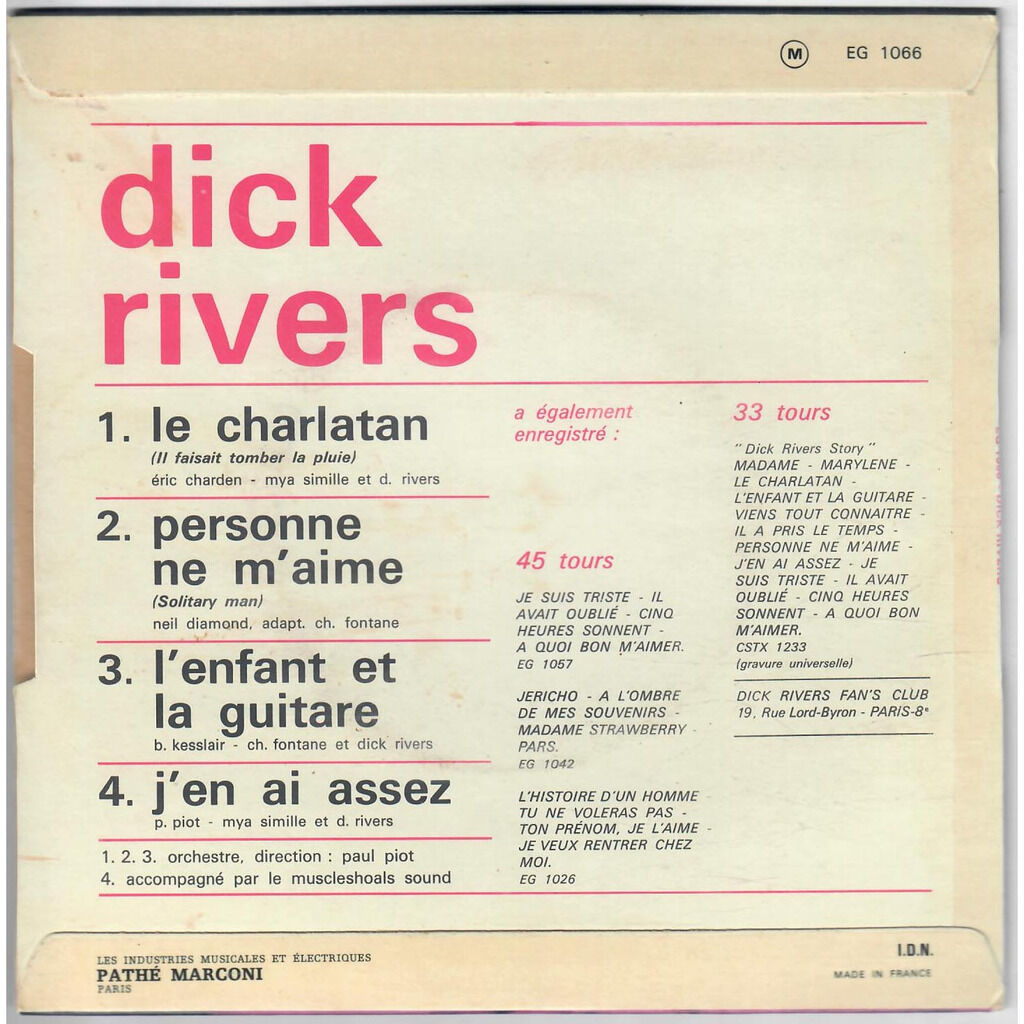 M EG 1066
dick
rivers
1. le charlatan
(Il faisait tomber la pluie)
éric charden - mya simille et d. rivers
2. personne
ne m'aime
(Solitary man)
neil diamond, adapt. ch. fontane
3. l'enfant et
la guitare
b. kesslair - ch. fontane et dick rivers
4. j'en ai assez
p. piot - mya simille et d. rivers
1. 2. 3. orchestre, direction : paul piot
4. accompagné par le muscleshoals sound
a également
enregistré :
45 tours
JE SUIS TRISTE - IL
AVAIT OUBLIÉ - CINQ
HEURES SONNENT -
A QUOI BON M'AIMER.
EG 1057
JERICHO - A L'OMBRE
DE MES SOUVENIRS -
MADAME STRAWBERRY -
PARS.
EG 1042
L'HISTOIRE D'UN HOMME -
TU NE VOLERAS PAS -
TON PRÉNOM, JE L'AIME -
JE VEUX RENTRER CHEZ
MOI.
EG 1026
33 tours
"Dick Rivers Story"
MADAME - MARYLENE -
LE CHARLATAN -
L'ENFANT ET LA GUITARE -
VIENS TOUT CONNAITRE -
IL A PRIS LE TEMPS -
PERSONNE NE M'AIME -
J'EN AI ASSEZ - JE
SUIS TRISTE - IL AVAIT
OUBLIÉ - CINQ HEURES
SONNENT - A QUOI BON
M'AIMER.
CSTX 1233
(gravure universelle)
DICK RIVERS FAN'S CLUB
19, Rue Lord-Byron - PARIS-8e
LES INDUSTRIES MUSICALES ET ÉLECTRIQUES
PATHÉ MARCONI
PARIS
I.D.N.
MADE IN FRANCE